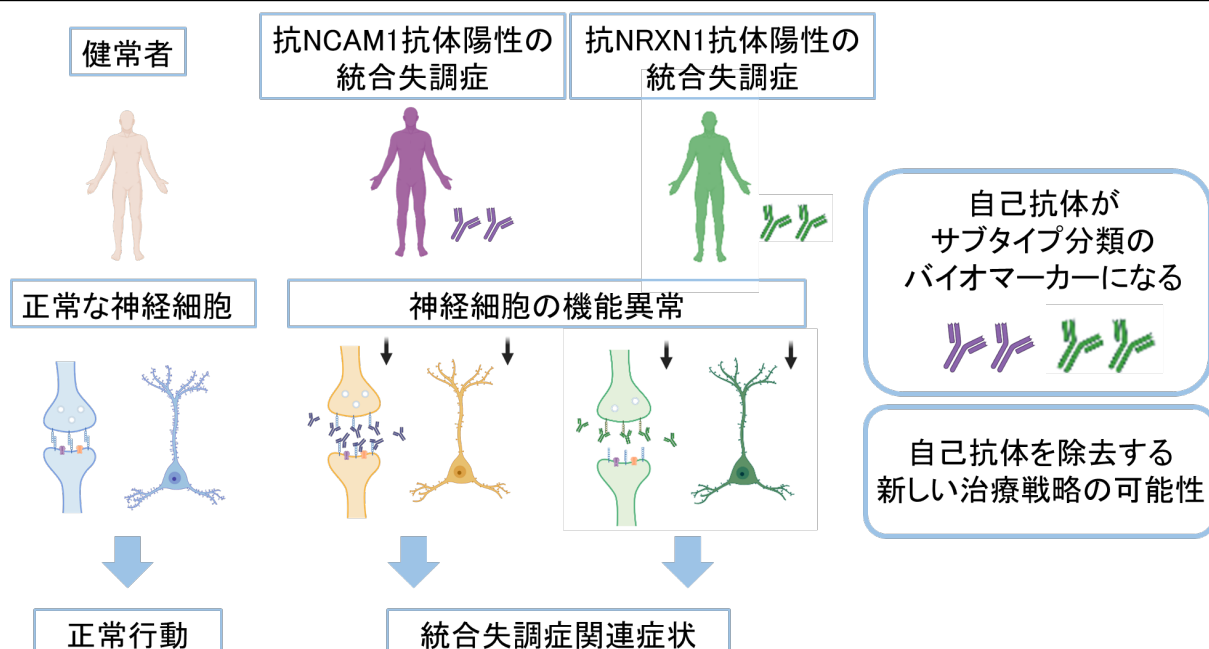 健常者
抗NCAM1抗体陽性の
統合失調症
抗NRXN1抗体陽性の
統合失調症
自己抗体が
サブタイプ分類の
バイオマーカーになる
正常な神経細胞
神経細胞の機能異常
自己抗体を除去する
新しい治療戦略の可能性
正常行動
統合失調症関連症状